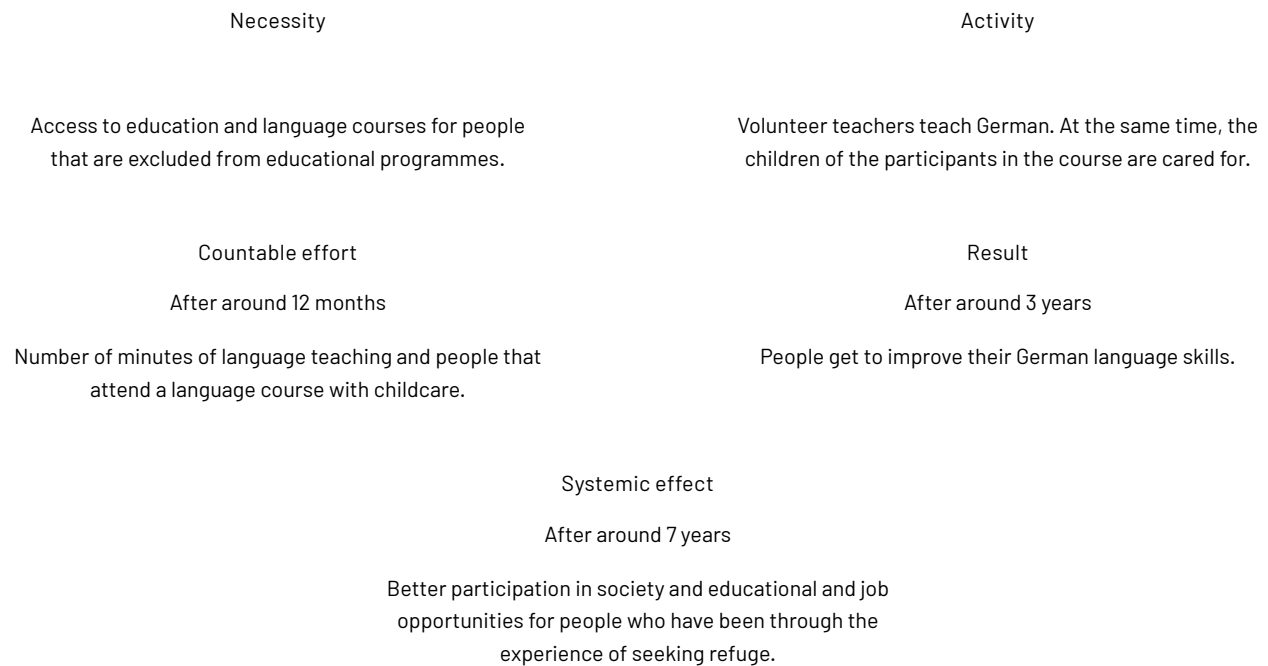 Necessity
Access to education and language courses for people
that are excluded from educational programmes.
Activity
Volunteer teachers teach German. At the same time, the
children of the participants in the course are cared for.
Countable effort
After around 12 months
Number of minutes of language teaching and people that
attend a language course with childcare.
Result
After around 3 years
People get to improve their German language skills.
Systemic effect
After around 7 years
Better participation in society and educational and job
opportunities for people who have been through the
experience of seeking refuge.